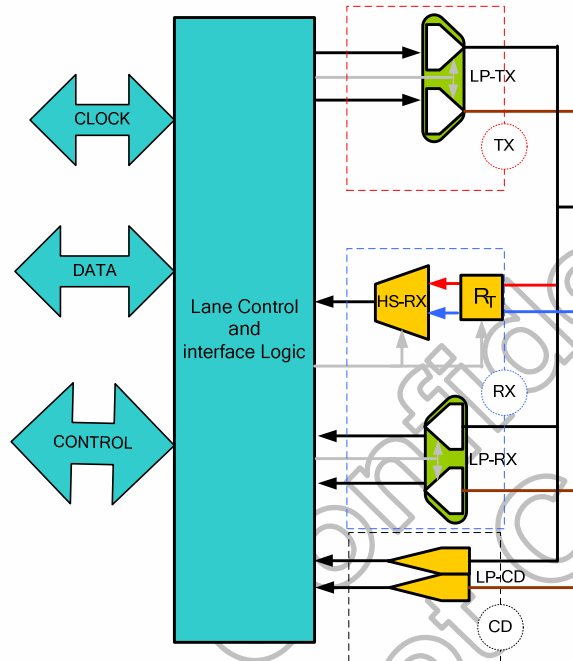 LP-TX
CLOCK
TX
DATA
HS-RX
RT
Lane Control
and
interface Logic
RX
CONTROL
LP-RX
LP-CD
CD